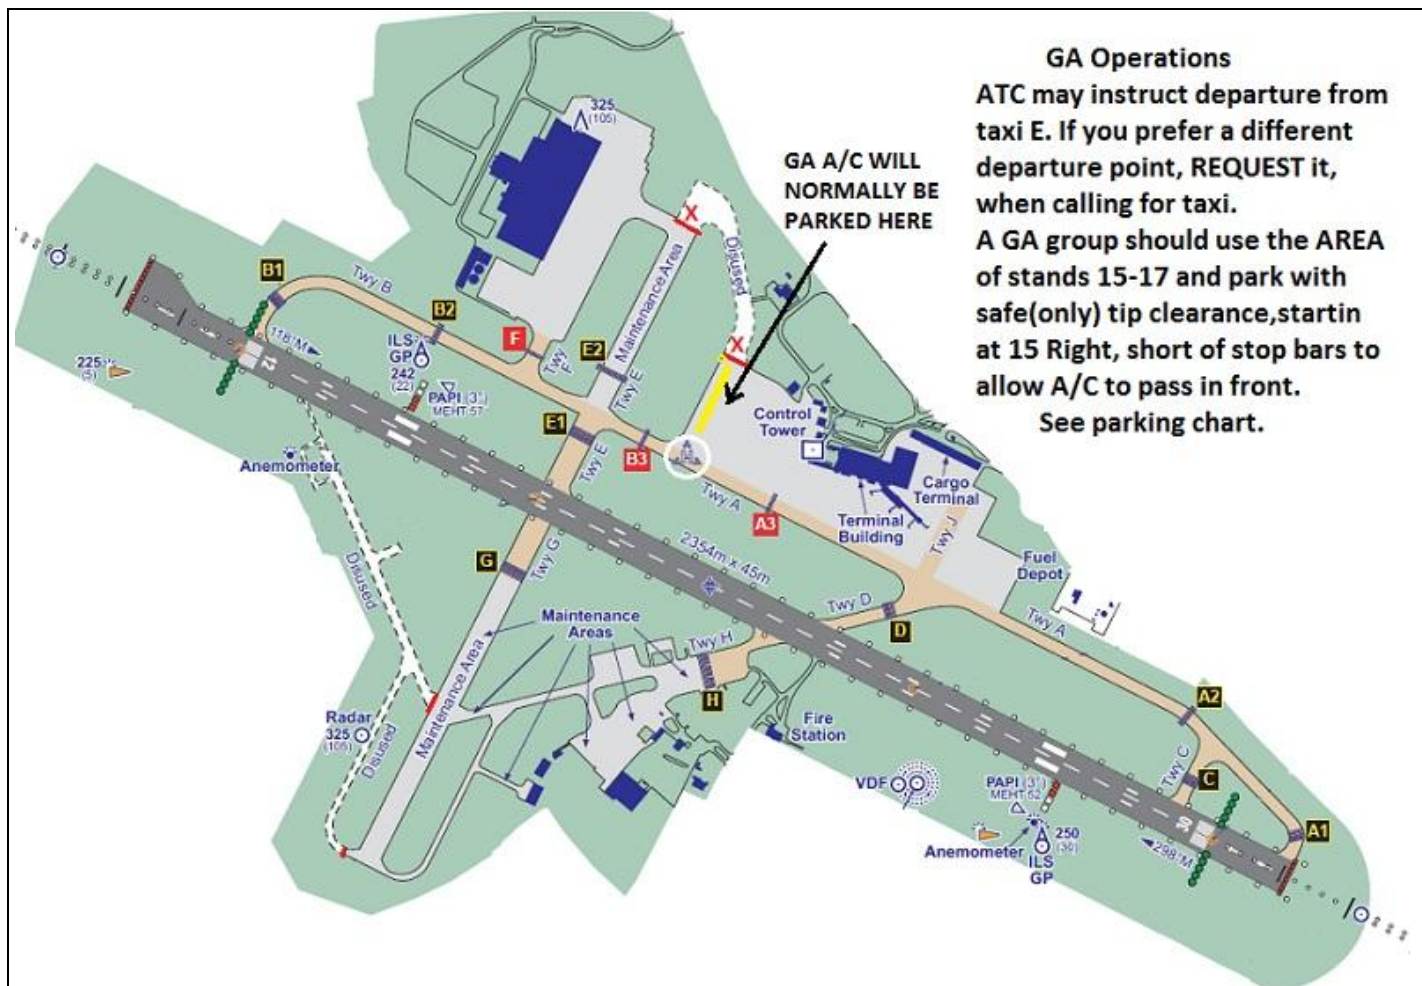 GA Operations
ATC may instruct departure from
taxi E. If you prefer a different
departure point, REQUEST it,
when calling for taxi.
A GA group should use the AREA
of stands 15-17 and park with
safe(only) tip clearance,startin
at 15 Right, short of stop bars to
allow A/C to pass in front.
See parking chart.
325
(105)
GA A/C WILL
NORMALLY BE
PARKED HERE
X
Disused
X
Maintenance Area
B1
Twy B
B2
118°M
12
ILS
GP
242
(22)
225
(5)
PAPI (3°)
MEHT 57
F
Twy F
E2
Twy E
E1
Twy E
B3
Control
Tower
Twy A
A3
Cargo
Terminal
Terminal
Building
Twy J
Fuel
Depot
Anemometer
Disused
G
Twy G
2354m x 45m
Twy D
D
Twy A
Maintenance
Areas
Twy H
H
Maintenance Area
Radar
325
(105)
Disused
Fire
Station
A2
Twy C
C
VDF
PAPI (3°)
MEHT 52
30
A1
298°M
Anemometer
250
(30)
ILS
GP